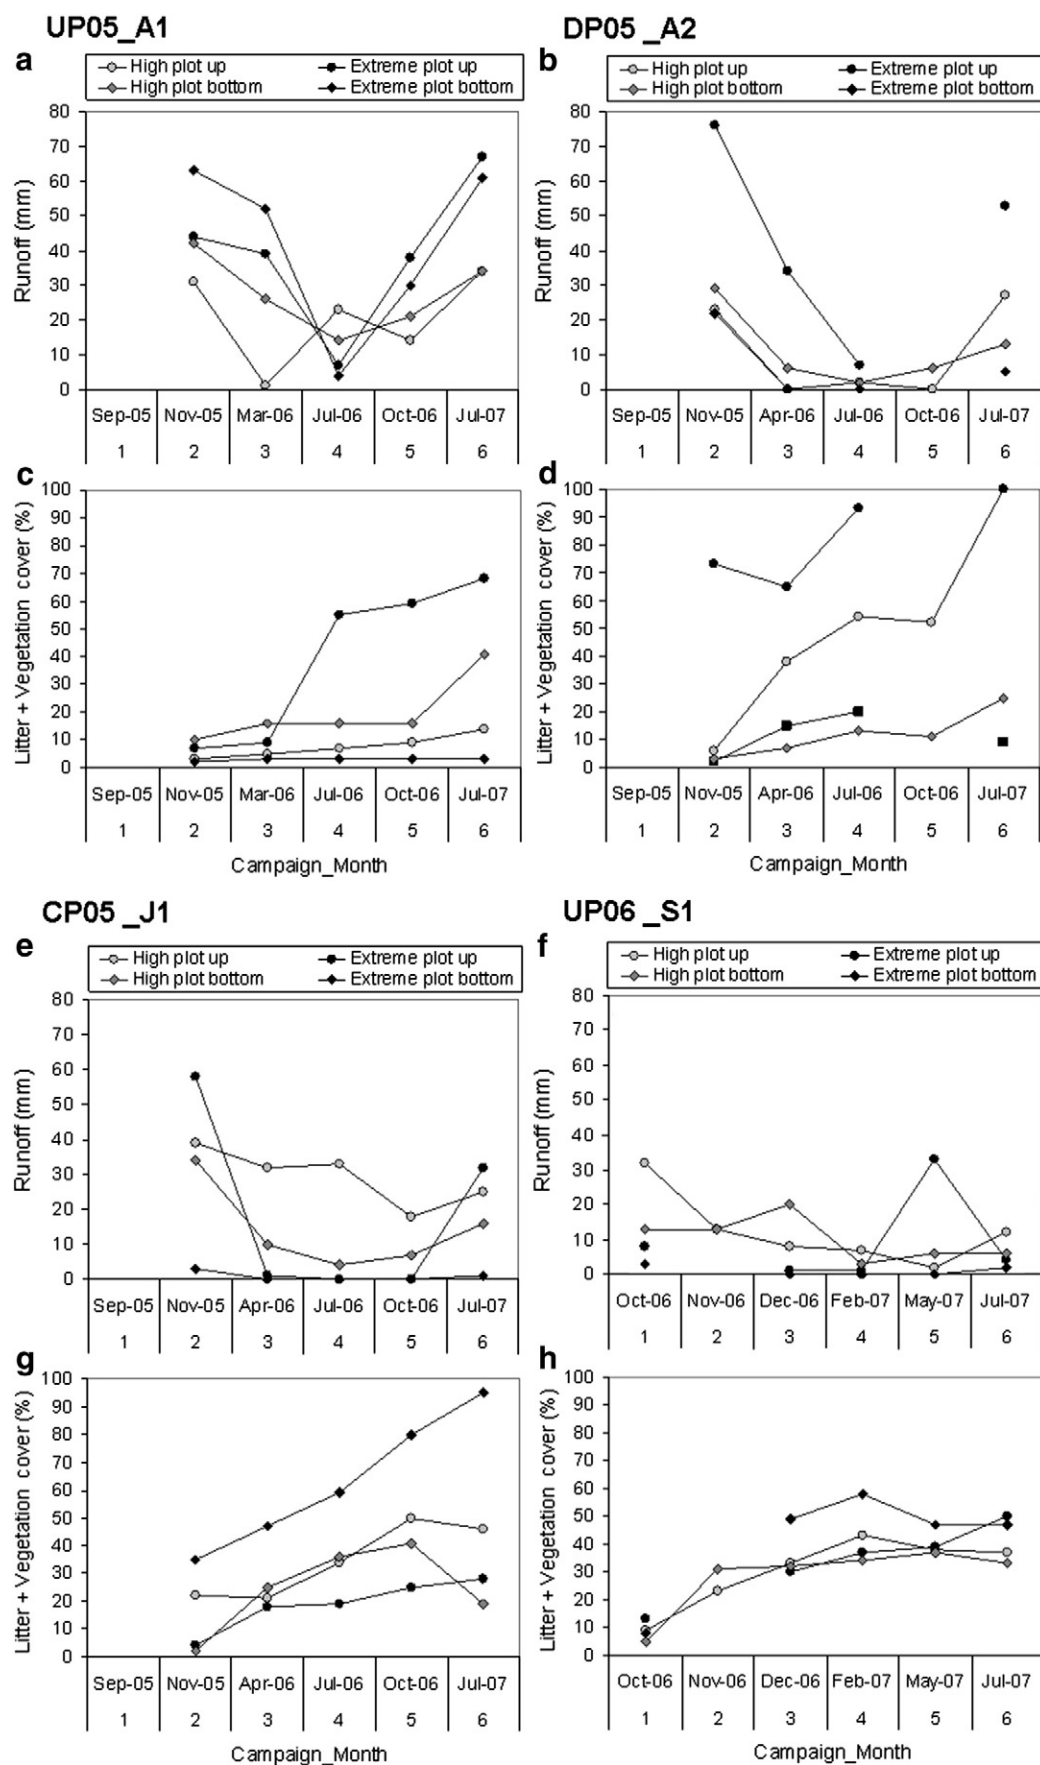 UP05_A1
DP05_A2
a
High plot up
Extreme plot up
High plot bottom
Extreme plot bottom
Runoff (mm)
80
70
60
50
40
30
20
10
0
Sep-05 Nov-05 Mar-06 Jul-06 Oct-06 Jul-07
1 2 3 4 5 6
b
High plot up
Extreme plot up
High plot bottom
Extreme plot bottom
Runoff (mm)
80
70
60
50
40
30
20
10
0
Sep-05 Nov-05 Apr-06 Jul-06 Oct-06 Jul-07
1 2 3 4 5 6
c
Litter + Vegetation cover (%)
100
90
80
70
60
50
40
30
20
10
0
Sep-05 Nov-05 Mar-06 Jul-06 Oct-06 Jul-07
1 2 3 4 5 6
Campaign_Month
d
Litter + Vegetation cover (%)
100
90
80
70
60
50
40
30
20
10
0
Sep-05 Nov-05 Apr-06 Jul-06 Oct-06 Jul-07
1 2 3 4 5 6
Campaign_Month
CP05_J1
UP06_S1
e
High plot up
Extreme plot up
High plot bottom
Extreme plot bottom
Runoff (mm)
80
70
60
50
40
30
20
10
0
Sep-05 Nov-05 Apr-06 Jul-06 Oct-06 Jul-07
1 2 3 4 5 6
f
High plot up
Extreme plot up
High plot bottom
Extreme plot bottom
Runoff (mm)
80
70
60
50
40
30
20
10
0
Oct-06 Nov-06 Dec-06 Feb-07 May-07 Jul-07
1 2 3 4 5 6
g
Litter + Vegetation cover (%)
100
90
80
70
60
50
40
30
20
10
0
Sep-05 Nov-05 Apr-06 Jul-06 Oct-06 Jul-07
1 2 3 4 5 6
Campaign_Month
h
Litter + Vegetation cover (%)
100
90
80
70
60
50
40
30
20
10
0
Oct-06 Nov-06 Dec-06 Feb-07 May-07 Jul-07
1 2 3 4 5 6
Campaign_Month